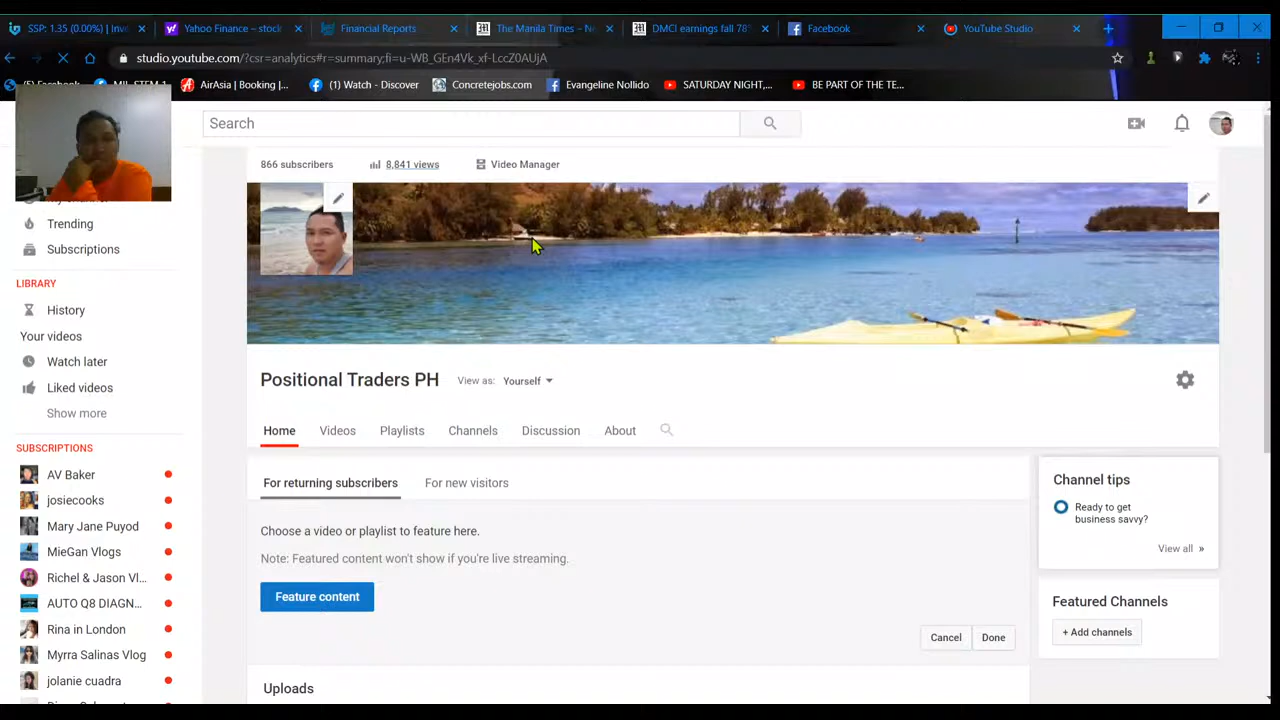 SSP: 1.35 (0.00%) | Inve
Yahoo Finance – stock
Financial Reports
The Manila Times – Ne
DMCI earnings fall 78%
Facebook
YouTube Studio
studio.youtube.com/?csr=analytics#r=summary;fi=u-WB_GEn4Vk_xf-LccZ0AUjA
AirAsia | Booking |...
(1) Watch - Discover
Concretejobs.com
Evangeline Nollido
SATURDAY NIGHT,...
BE PART OF THE TE...
Search
866 subscribers
8,841 views
Video Manager
Trending
Subscriptions
LIBRARY
History
Your videos
Watch later
Liked videos
Show more
SUBSCRIPTIONS
AV Baker
josiecooks
Mary Jane Puyod
MieGan Vlogs
Richel & Jason Vl...
AUTO Q8 DIAGN...
Rina in London
Myrra Salinas Vlog
jolanie cuadra
Positional Traders PH
View as: Yourself
Home
Videos
Playlists
Channels
Discussion
About
For returning subscribers
For new visitors
Choose a video or playlist to feature here.
Note: Featured content won't show if you're live streaming.
Feature content
Cancel
Done
Uploads
Channel tips
Ready to get
business savvy?
View all »
Featured Channels
+ Add channels